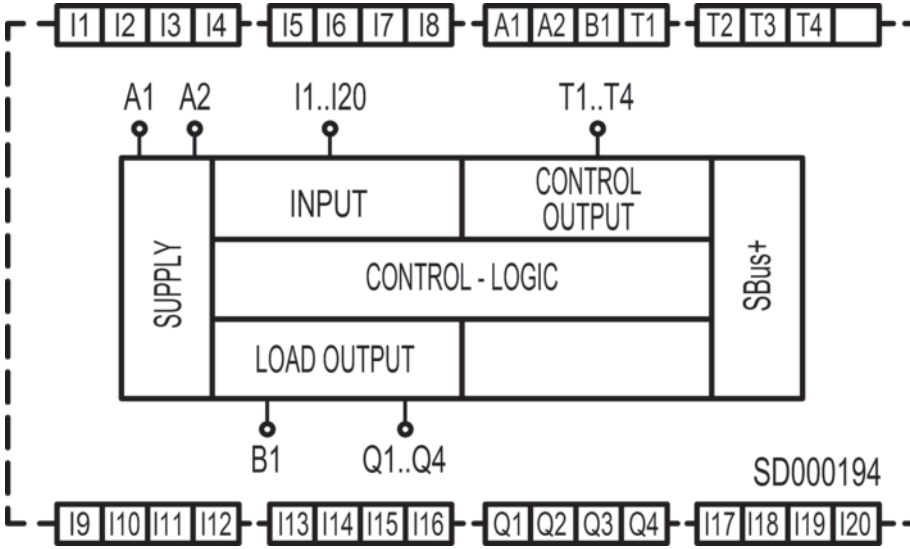 I1 I2 I3 I4 I5 I6 I7 I8 A1 A2 B1 T1 T2 T3 T4
A1 A2 I1..I20 T1..T4
SUPPLY
INPUT
CONTROL
OUTPUT
CONTROL - LOGIC
SBus+
LOAD OUTPUT
B1 Q1..Q4
SD000194
I9 I10 I11 I12 I13 I14 I15 I16 Q1 Q2 Q3 Q4 I17 I18 I19 I20